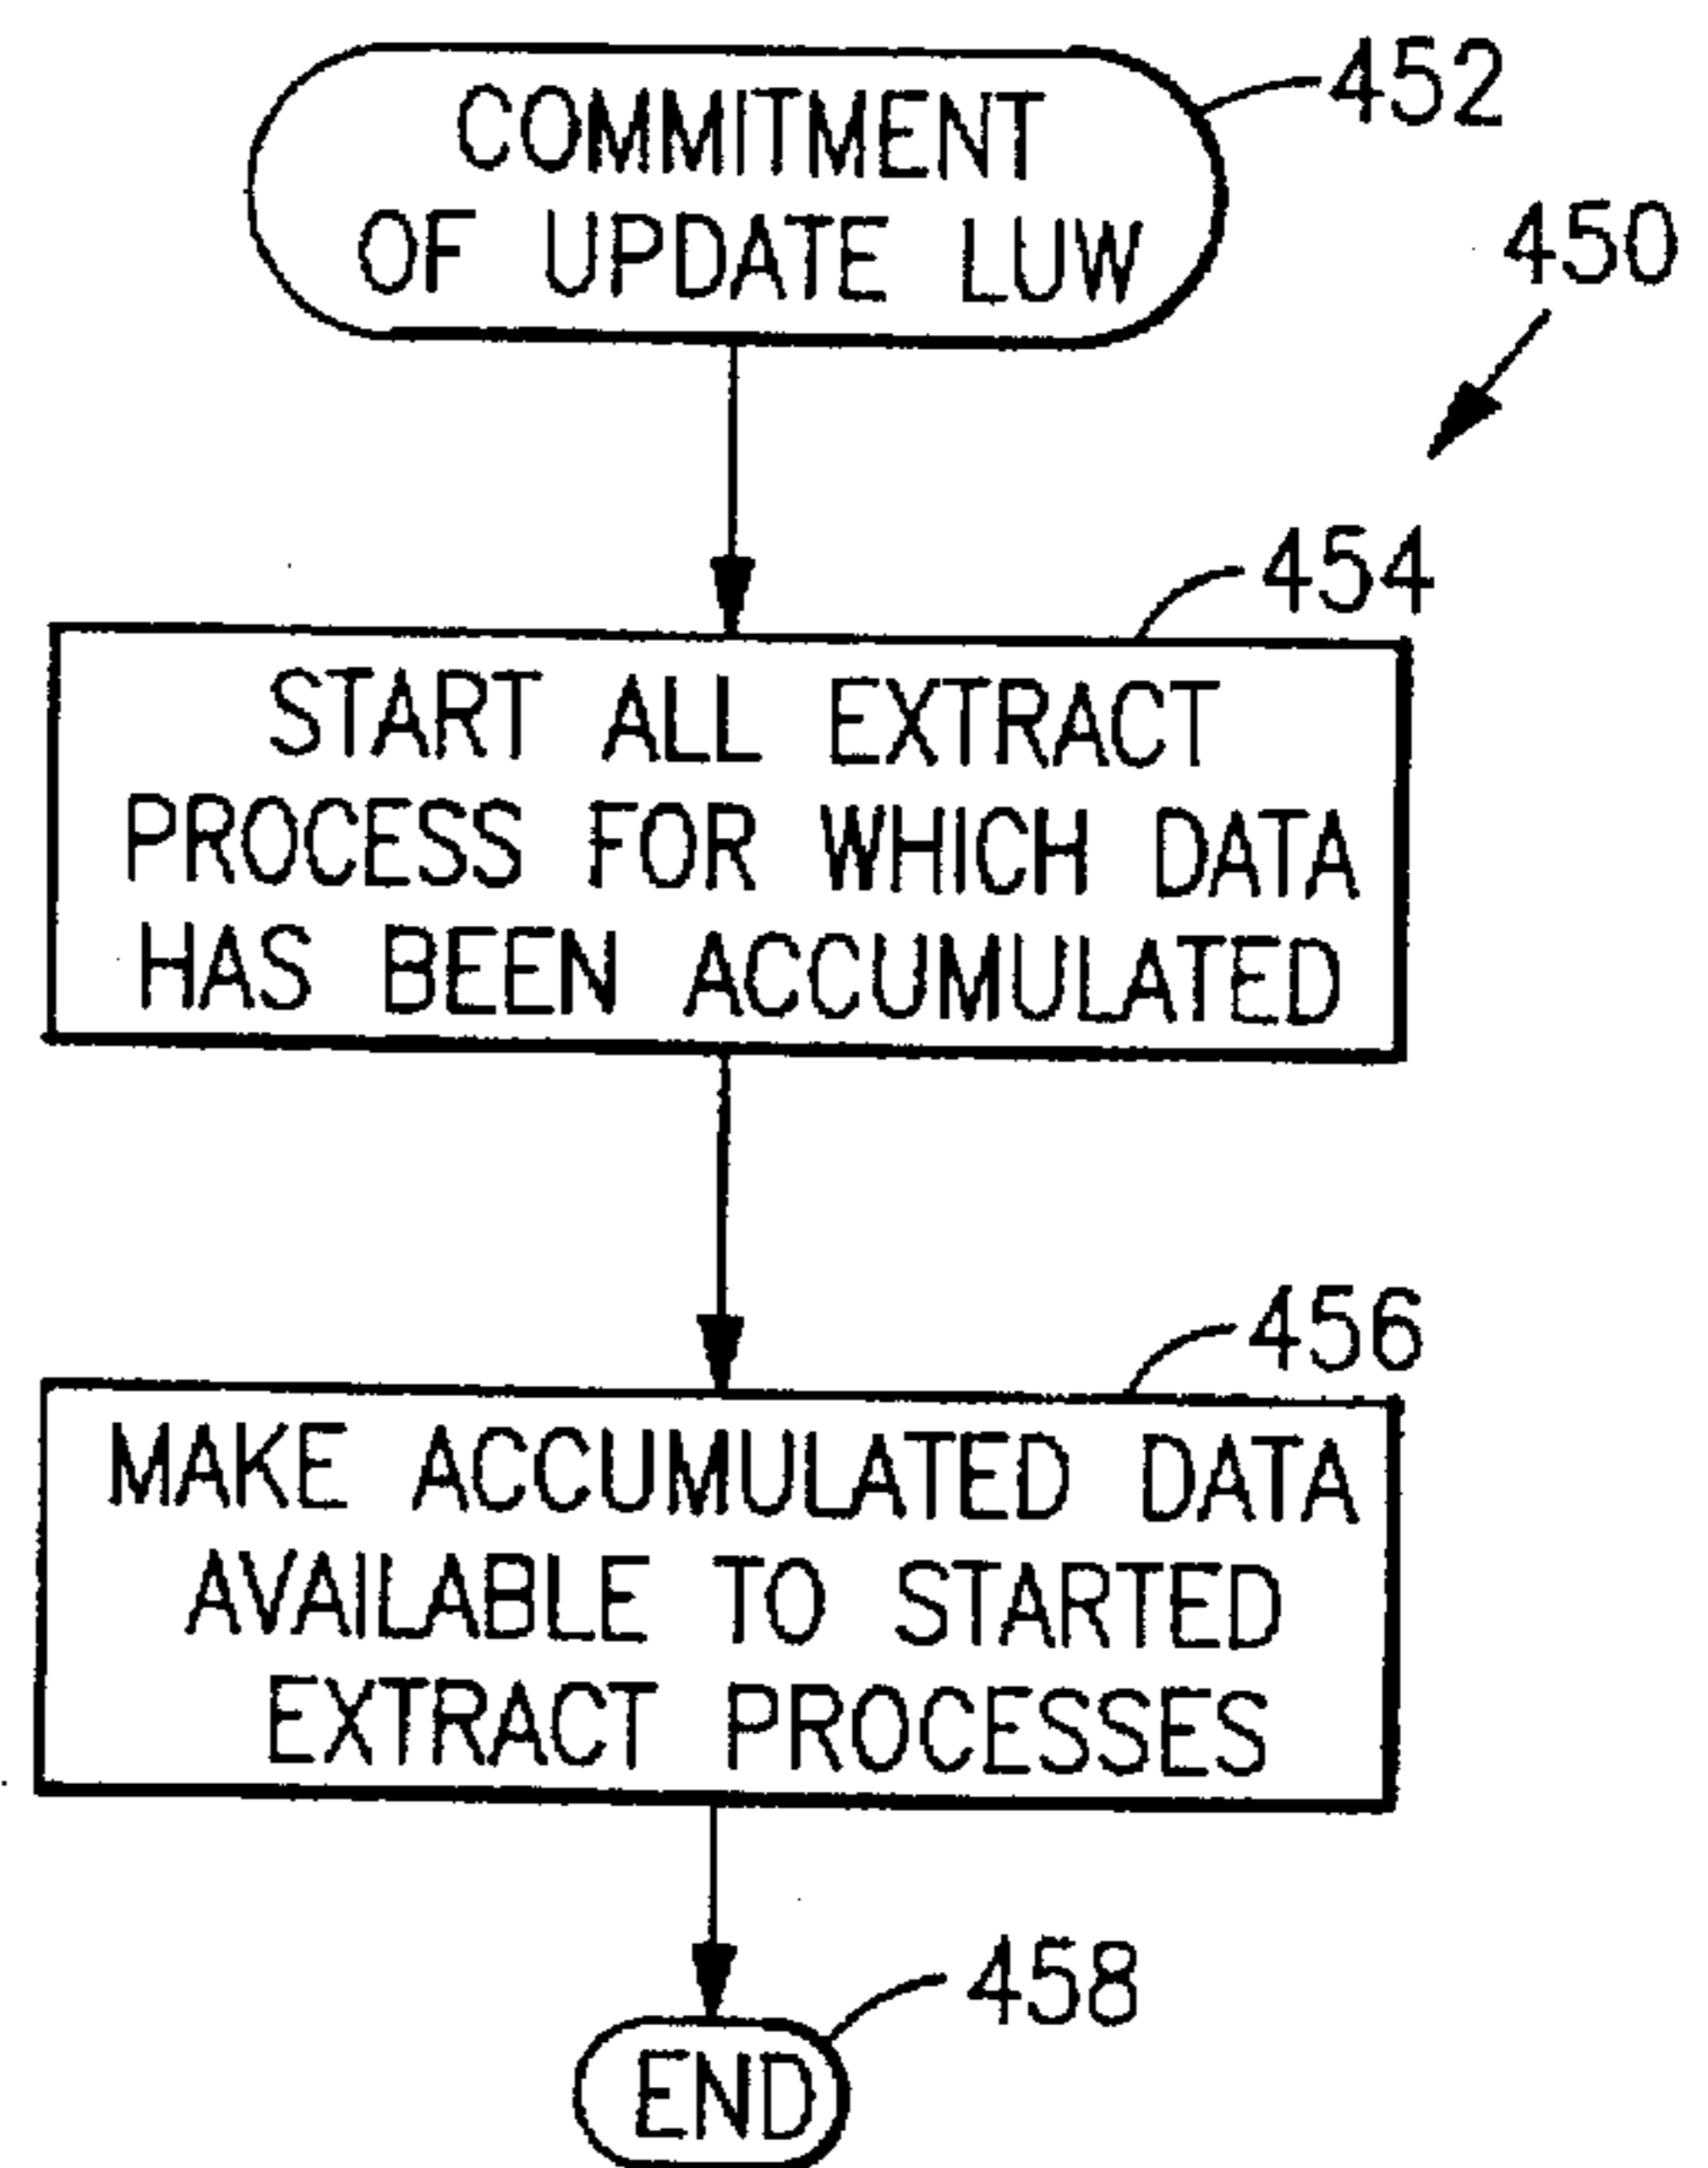 COMMITMENT
OF UPDATE LUW
452
450
454
START ALL EXTRACT
PROCESS FOR WHICH DATA
HAS BEEN ACCUMULATED
456
MAKE ACCUMULATED DATA
AVAILABLE TO STARTED
EXTRACT PROCESSES
458
END